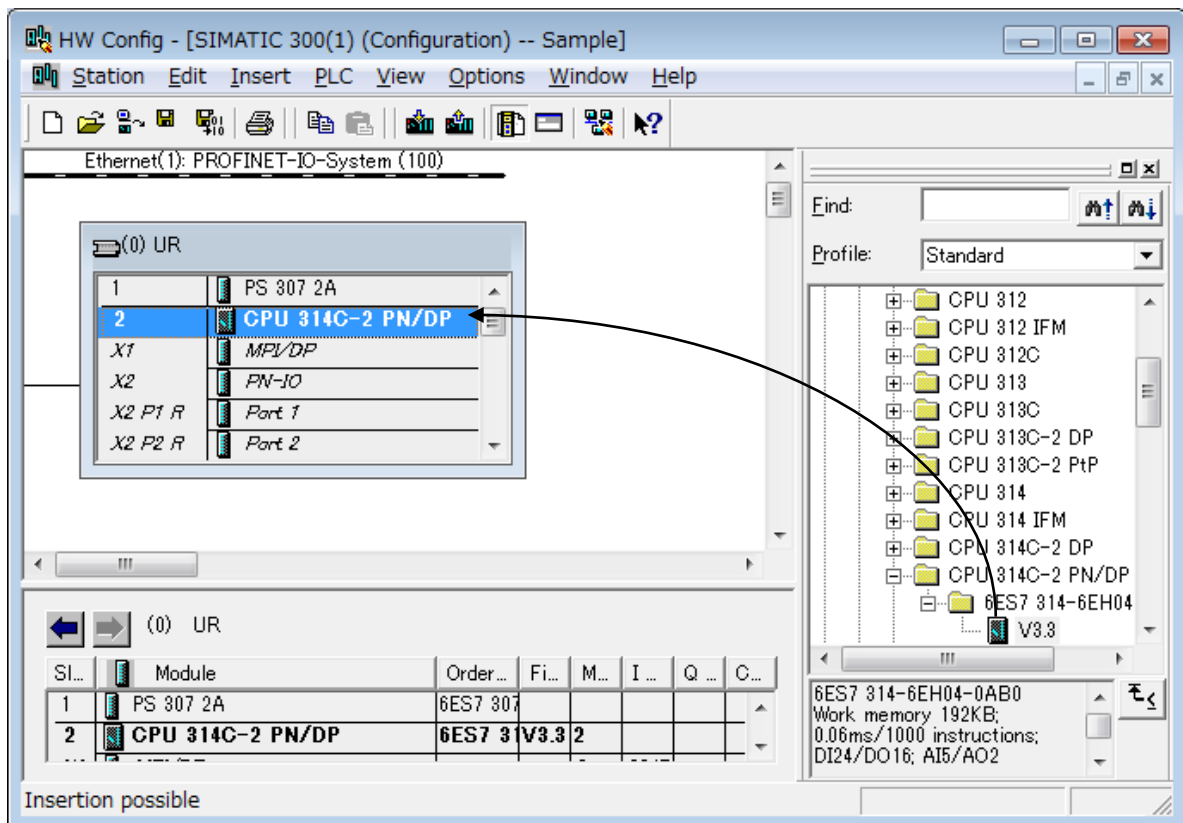 HW Config - [SIMATIC 300(1) (Configuration) -- Sample]
Station Edit Insert PLC View Options Window Help
Ethernet(1): PROFINET-IO-System (100)
(0) UR
1 PS 307 2A
2 CPU 314C-2 PN/DP
X1 MPI/DP
X2 PN-IO
X2 P1 R Port 1
X2 P2 R Port 2
Find:
Profile: Standard
CPU 312
CPU 312 IFM
CPU 312C
CPU 313
CPU 313C
CPU 313C-2 DP
CPU 313C-2 PtP
CPU 314
CPU 314 IFM
CPU 314C-2 DP
CPU 314C-2 PN/DP
6ES7 314-6EH04
V3.3
(0) UR
Sl... Module Order... Fi... M... I ... Q ... C...
1 PS 307 2A 6ES7 307
2 CPU 314C-2 PN/DP 6ES7 31 V3.3 2
6ES7 314-6EH04-0AB0
Work memory 192KB;
0.06ms/1000 instructions;
DI24/DO16; AI5/AO2
Insertion possible